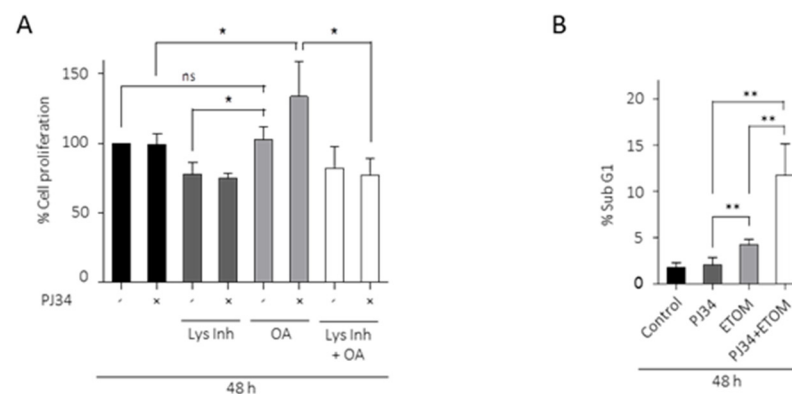 A
B
% Cell proliferation
150
100
50
0
ns
*
*
*
PJ34
- × - × - × - ×
Lys Inh
OA
Lys Inh
+ OA
48 h
% Sub G1
20
15
10
5
0
**
**
**
Control
PJ34
ETOM
PJ34+ETOM
48 h